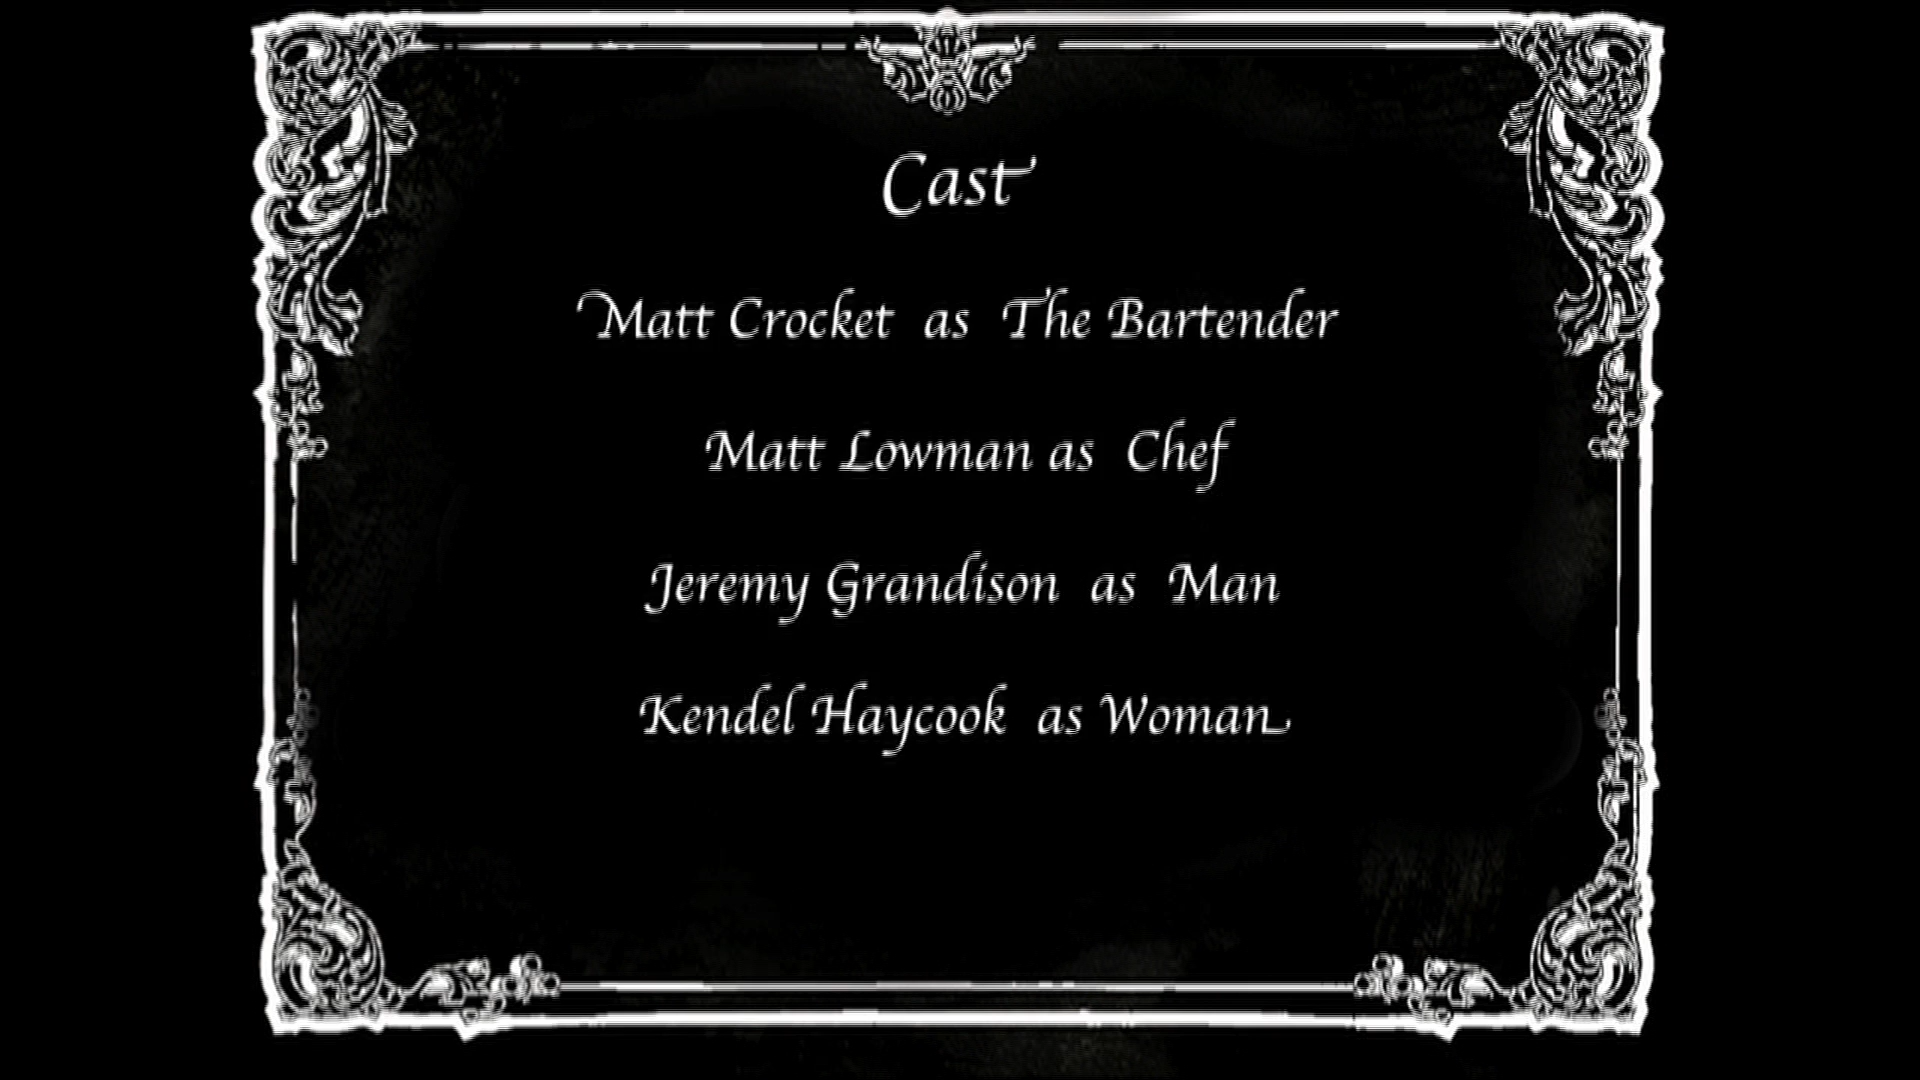 Cast
Matt Crocket as The Bartender
Matt Lowman as Chef
Jeremy Grandison as Man
Kendel Haycook as Woman